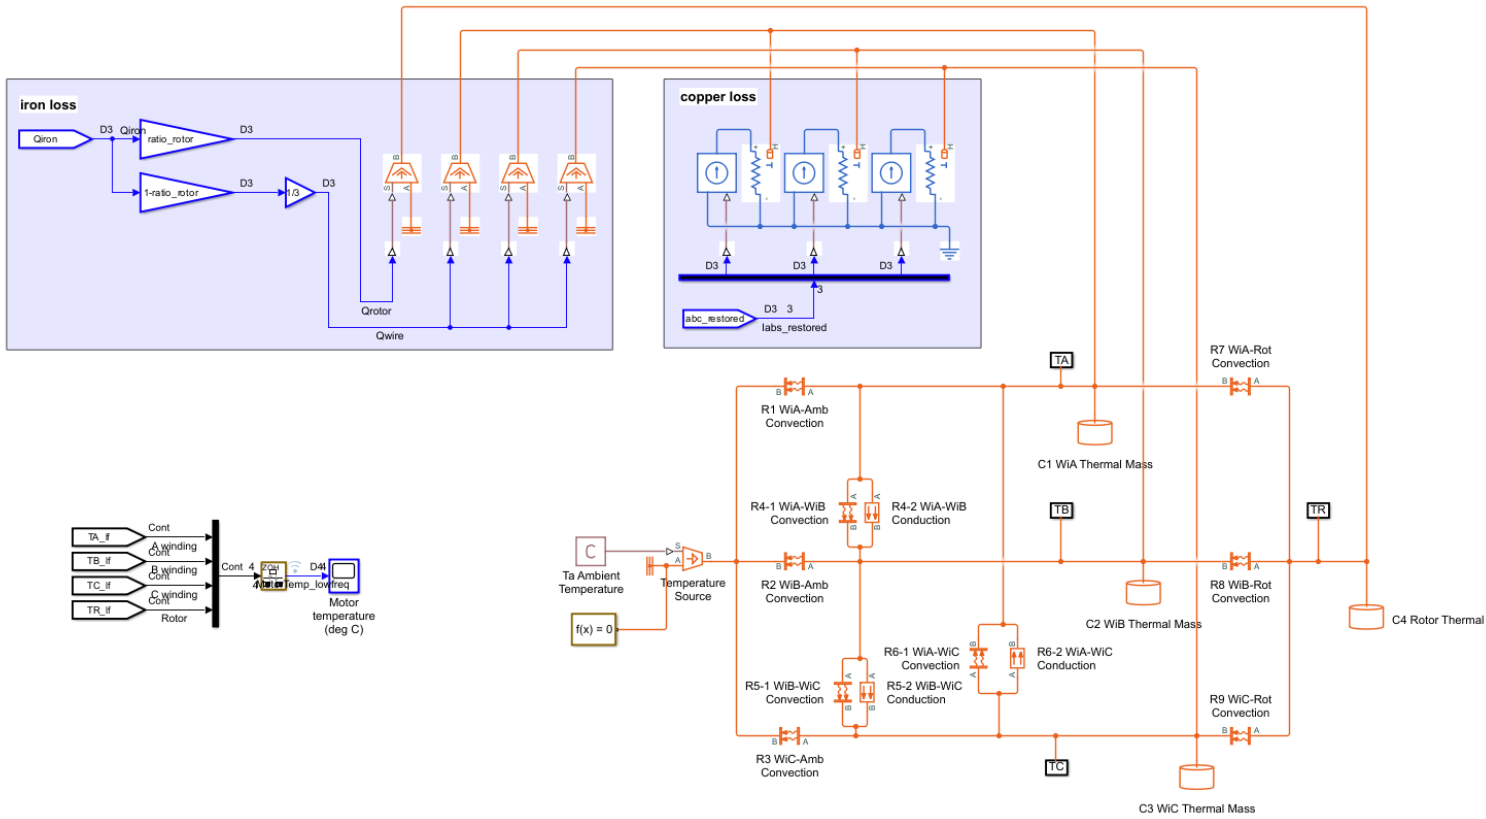 iron loss
Qiron
D3
Qiron
ratio_rotor
D3
1-ratio_rotor
D3
1/3
D3
B
B
B
B
S
A
S
A
S
A
S
A
Qrotor
Qwire
copper loss
+
H
T
-
+
H
T
-
+
H
T
-
D3
D3
D3
3
abc_restored
D3 3
Iabs_restored
TA
R7 WiA-Rot
Convection
B
A
B
A
R1 WiA-Amb
Convection
C1 WiA Thermal Mass
A
A
R4-1 WiA-WiB
Convection
R4-2 WiA-WiB
Conduction
B
B
TB
TR
TA_lf
Cont
A winding
TB_lf
Cont
B winding
TC_lf
Cont
C winding
TR_lf
Cont
Rotor
Cont 4
ZOH
D4
4
Motor
temperature
(deg C)
C
S
A
B
Ta Ambient
Temperature
Temperature
Source
f(x) = 0
B
A
R2 WiB-Amb
Convection
B
A
R8 WiB-Rot
Convection
C2 WiB Thermal Mass
C4 Rotor Thermal
B
B
R6-1 WiA-WiC
Convection
R6-2 WiA-WiC
Conduction
A
A
A
A
R5-1 WiB-WiC
Convection
R5-2 WiB-WiC
Conduction
B
B
R9 WiC-Rot
Convection
B
A
B
A
R3 WiC-Amb
Convection
TC
C3 WiC Thermal Mass